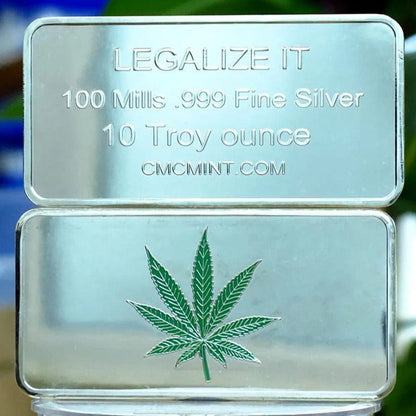 LEGALIZE IT
100 Mills .999 Fine Silver
10 Troy ounce
CMCMINT.COM